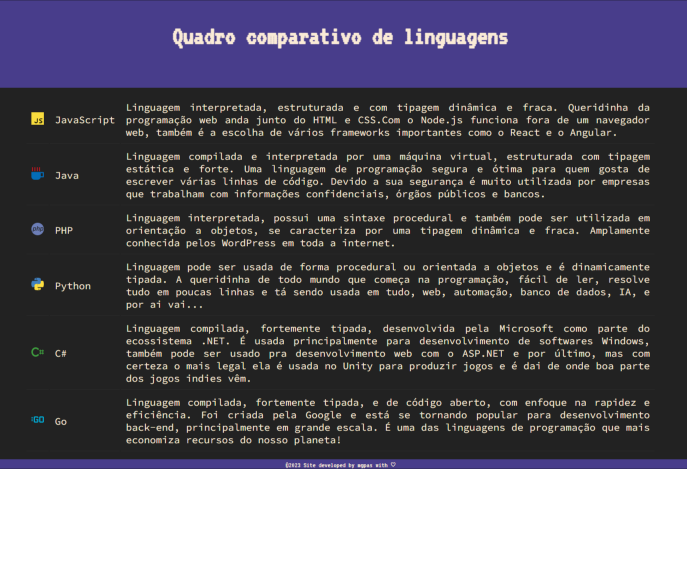 Quadro comparativo de linguagens
Linguagem interpretada, estruturada e com tipagem dinâmica e fraca. Queridinha da
JS JavaScript programação web anda junto do HTML e CSS.Com o Node.js funciona fora de um navegador
web, também é a escolha de vários frameworks importantes como o React e o Angular.
Linguagem compilada e interpretada por uma máquina virtual, estruturada com tipagem
Java estática e forte. Uma linguagem de programação segura e ótima para quem gosta de
escrever várias linhas de código. Devido a sua segurança é muito utilizada por empresas
que trabalham com informações confidenciais, órgãos públicos e bancos.
Linguagem interpretada, possui uma sintaxe procedural e também pode ser utilizada em
php PHP orientação a objetos, se caracteriza por uma tipagem dinâmica e fraca. Amplamente
conhecida pelos WordPress em toda a internet.
Linguagem pode ser usada de forma procedural ou orientada a objetos e é dinamicamente
Python tipada. A queridinha de todo mundo que começa na programação, fácil de ler, resolve
tudo em poucas linhas e tá sendo usada em tudo, web, automação, banco de dados, IA, e
por ai vai...
Linguagem compilada, fortemente tipada, desenvolvida pela Microsoft como parte do
ecossistema .NET. É usada principalmente para desenvolvimento de softwares Windows,
C# C# também pode ser usado pra desenvolvimento web com o ASP.NET e por último, mas com
certeza o mais legal ela é usada no Unity para produzir jogos e é dai de onde boa parte
dos jogos indies vêm.
Linguagem compilada, fortemente tipada, e de código aberto, com enfoque na rapidez e
GO Go eficiência. Foi criada pela Google e está se tornando popular para desenvolvimento
back-end, principalmente em grande escala. É uma das linguagens de programação que mais
economiza recursos do nosso planeta!
©2023 Site developed by mgpas with ♡